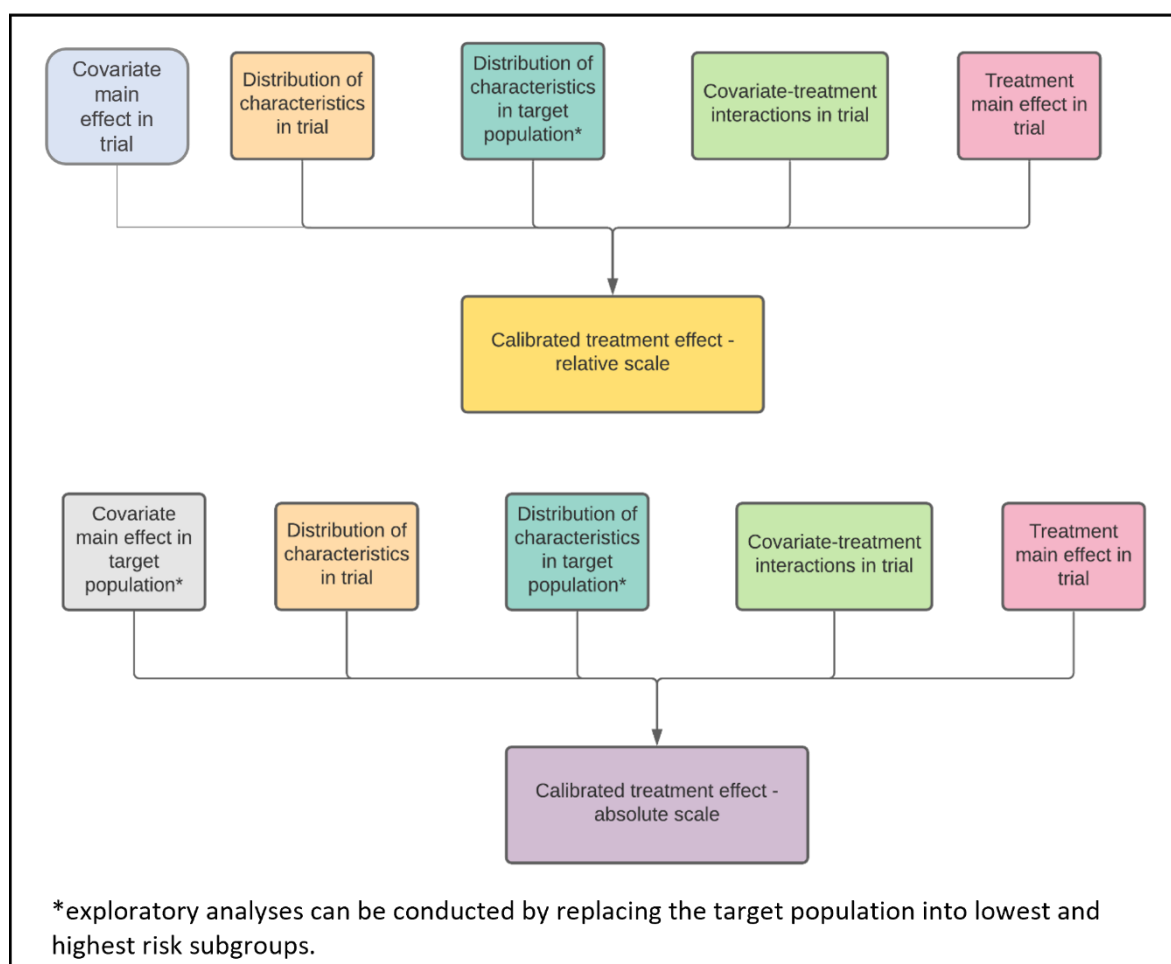 Covariate
main
effect in
trial
Distribution of
characteristics
in trial
Distribution of
characteristics
in target
population*
Covariate-treatment
interactions in trial
Treatment
main effect in
trial
Calibrated treatment effect -
relative scale
Covariate
main effect in
target
population*
Distribution of
characteristics
in trial
Distribution of
characteristics
in target
population*
Covariate-treatment
interactions in trial
Treatment
main effect in
trial
Calibrated treatment effect -
absolute scale
*exploratory analyses can be conducted by replacing the target population into lowest and
highest risk subgroups.